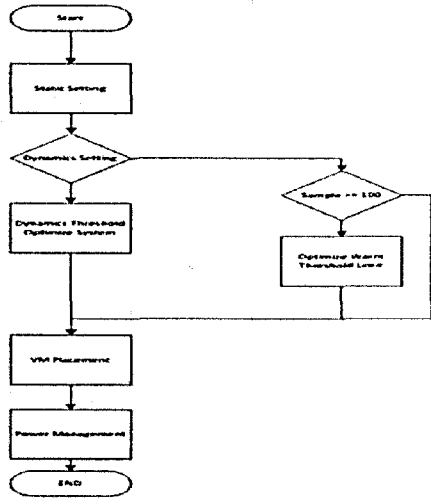 Start
Static Setting
Dynamics Setting
Sample >= 100
Dynamics Threshold
Optimize System
Optimize Warm
Threshold Line
VM Placement
Power Management
END